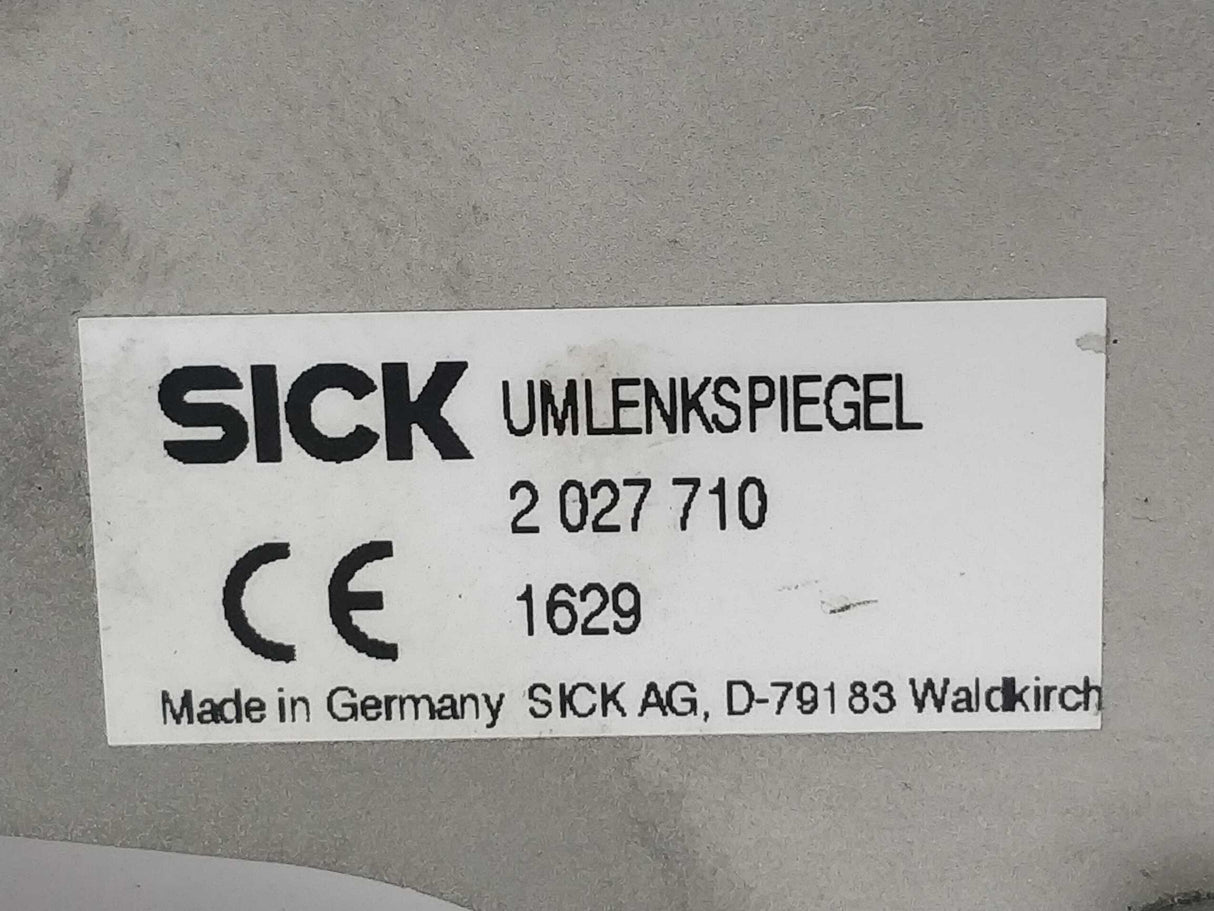 SICK UMLENKSPIEGEL
2 027 710
CE 1629
Made in Germany SICK AG, D-79183 Waldkirch